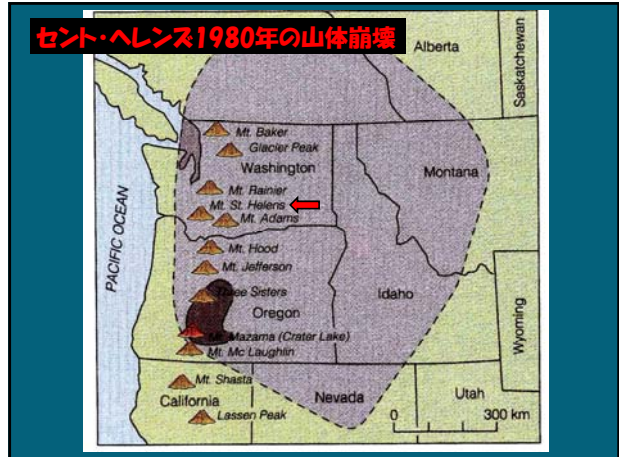 セント・ヘレンズ1980年の山体崩壊
Alberta
Saskatchewan
Mt. Baker
Glacier Peak
Washington
Montana
Mt. Rainier
Mt. St. Helens
Mt. Adams
PACIFIC OCEAN
Mt. Hood
Mt. Jefferson
Three Sisters
Idaho
Oregon
Wyoming
Mt. Mazama (Crater Lake)
Mt. Mc Laughlin
Mt. Shasta
California
Nevada
Utah
Lassen Peak
0 300 km